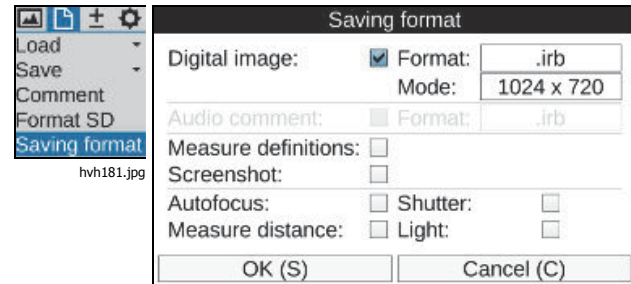 Load
Save
Comment
Format SD
Saving format
hvh181.jpg
Saving format
Digital image: Format: .irb
Mode: 1024 x 720
Audio comment: Format: .irb
Measure definitions:
Screenshot:
Autofocus: Shutter:
Measure distance: Light:
OK (S) Cancel (C)